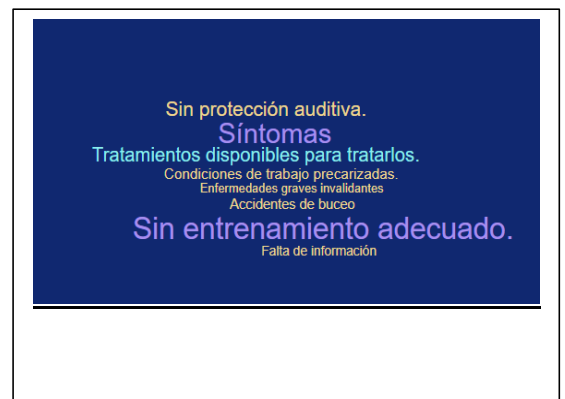 Sin protección auditiva.
Síntomas
Tratamientos disponibles para tratarlos.
Condiciones de trabajo precarizadas.
Enfermedades graves invalidantes
Accidentes de buceo
Sin entrenamiento adecuado.
Falta de información